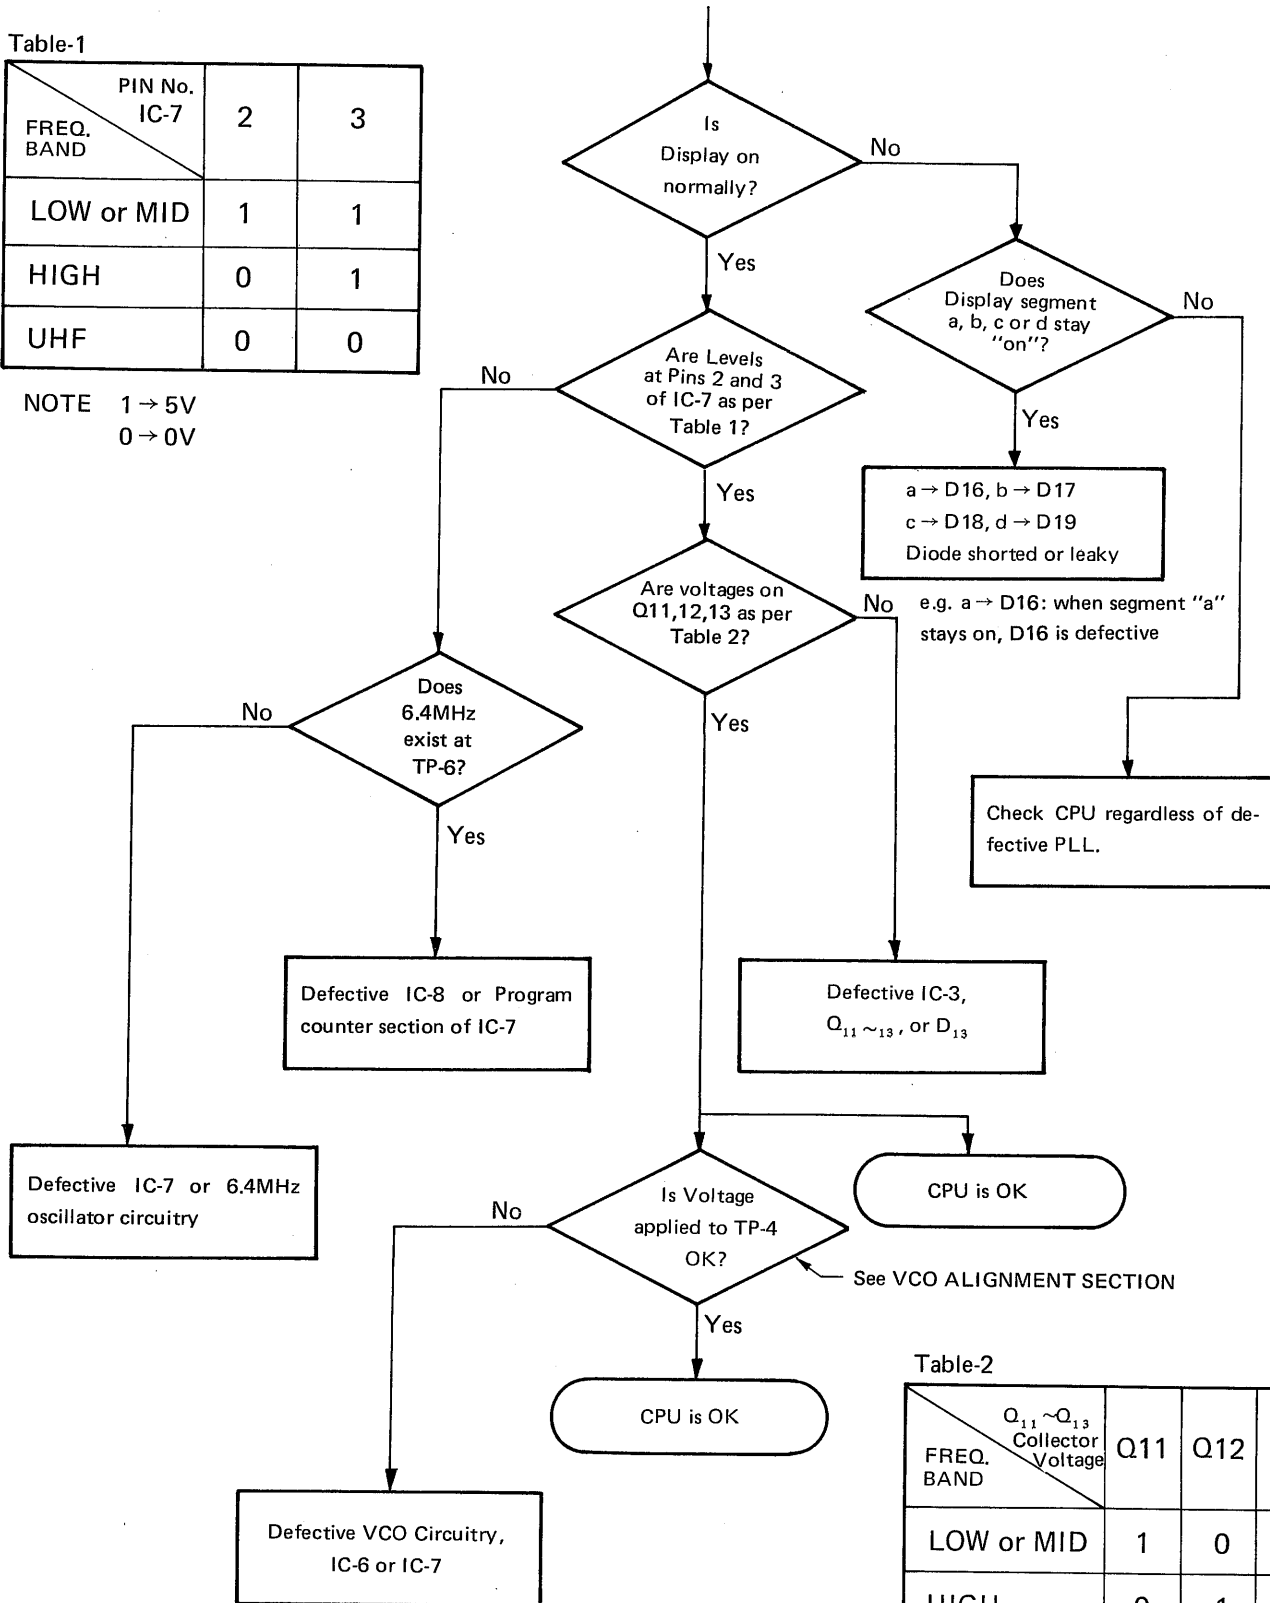 Table-1
PIN No.
IC-7
FREQ.
BAND
2
3
LOW or MID
1
1
HIGH
0
1
UHF
0
0
NOTE 1 → 5V
0 → 0V
Is
Display on
normally?
No
Yes
Does
Display segment
a, b, c or d stay
"on"?
No
Yes
a → D16, b → D17
c → D18, d → D19
Diode shorted or leaky
e.g. a → D16: when segment "a"
stays on, D16 is defective
Check CPU regardless of de-
fective PLL.
Are Levels
at Pins 2 and 3
of IC-7 as per
Table 1?
No
Yes
Are voltages on
Q11,12,13 as per
Table 2?
No
Yes
Does
6.4MHz
exist at
TP-6?
No
Yes
Defective IC-8 or Program
counter section of IC-7
Defective IC-3,
Q11~13, or D13
Defective IC-7 or 6.4MHz
oscillator circuitry
Is Voltage
applied to TP-4
OK?
No
Yes
CPU is OK
See VCO ALIGNMENT SECTION
CPU is OK
Defective VCO Circuitry,
IC-6 or IC-7
Table-2
Q11~Q13
Collector
Voltage
FREQ.
BAND
Q11
Q12
LOW or MID
1
0